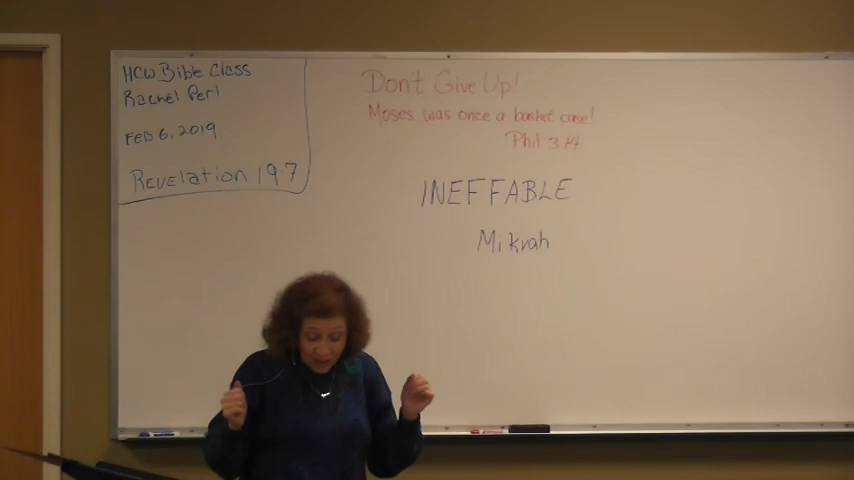 HCW Bible Class
Rachel Perl
FEB 6, 2019
REVElation 19:7
Don't Give Up!
Moses was once a basket case!
Phil 3:14
INEFFABLE
Mikvah